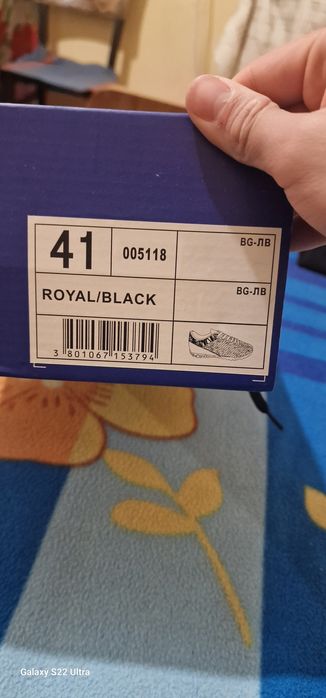 41
005118
BG-ЛВ
ROYAL/BLACK
BG-ЛВ
3 801067 153794
Galaxy S22 Ultra